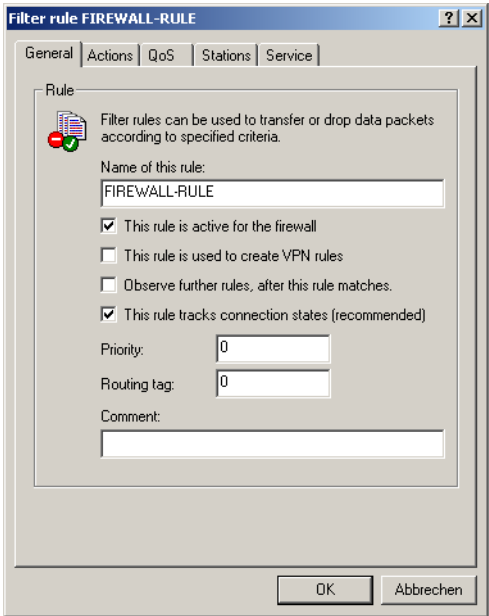 Filter rule FIREWALL-RULE
General Actions QoS Stations Service
Rule
Filter rules can be used to transfer or drop data packets
according to specified criteria.
Name of this rule:
FIREWALL-RULE
This rule is active for the firewall
This rule is used to create VPN rules
Observe further rules, after this rule matches.
This rule tracks connection states (recommended)
Priority: 0
Routing tag: 0
Comment:
OK Abbrechen